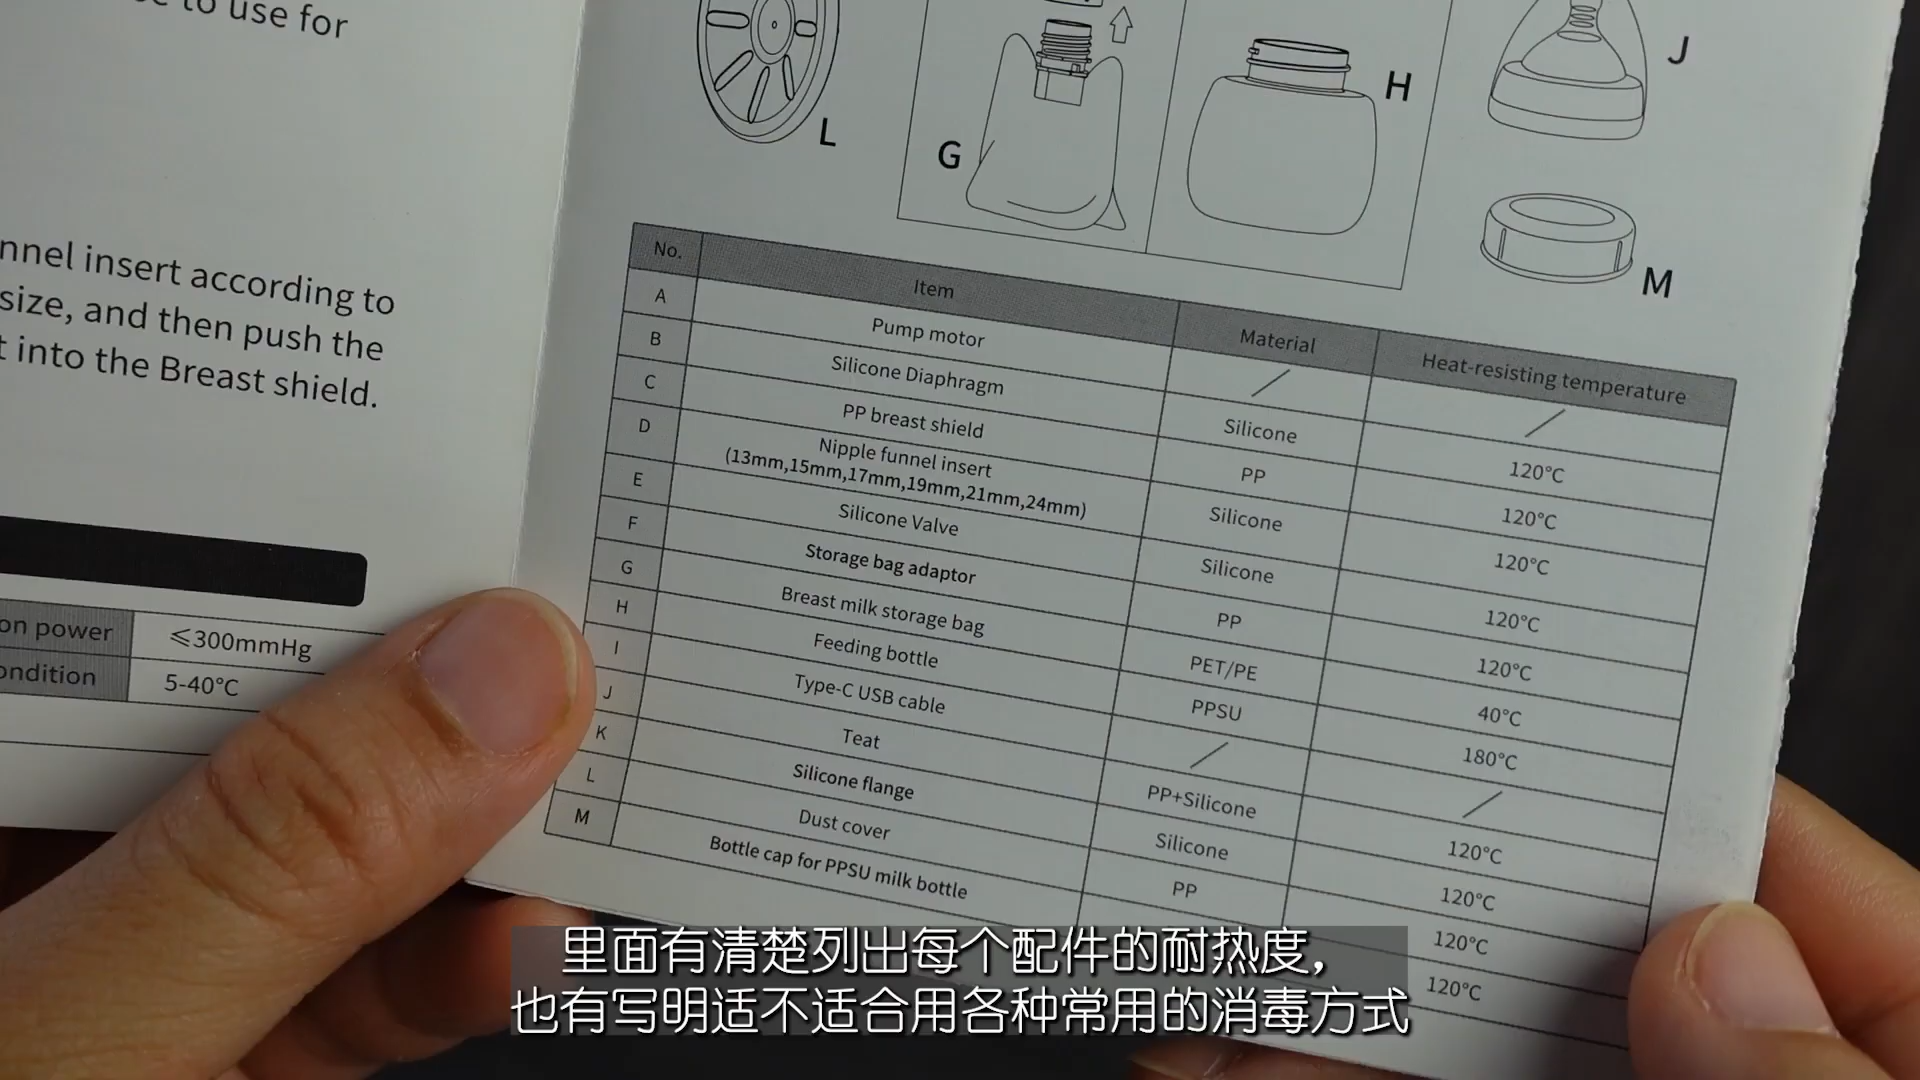 to use for
nnel insert according to
size, and then push the
t into the Breast shield.
on power ≤300mmHg
ondition 5-40°C
L
G
H
J
M
No. Item Material Heat-resisting temperature
A Pump motor / /
B Silicone Diaphragm Silicone 120°C
C PP breast shield PP 120°C
D Nipple funnel insert
(13mm,15mm,17mm,19mm,21mm,24mm) Silicone 120°C
E Silicone Valve Silicone 120°C
F Storage bag adaptor PP 120°C
G Breast milk storage bag PET/PE 40°C
H Feeding bottle PPSU 180°C
I Type-C USB cable / /
J Teat PP+Silicone 120°C
K Silicone flange Silicone 120°C
L Dust cover PP 120°C
M Bottle cap for PPSU milk bottle 120°C
里面有清楚列出每个配件的耐热度，
也有写明适不适合用各种常用的消毒方式